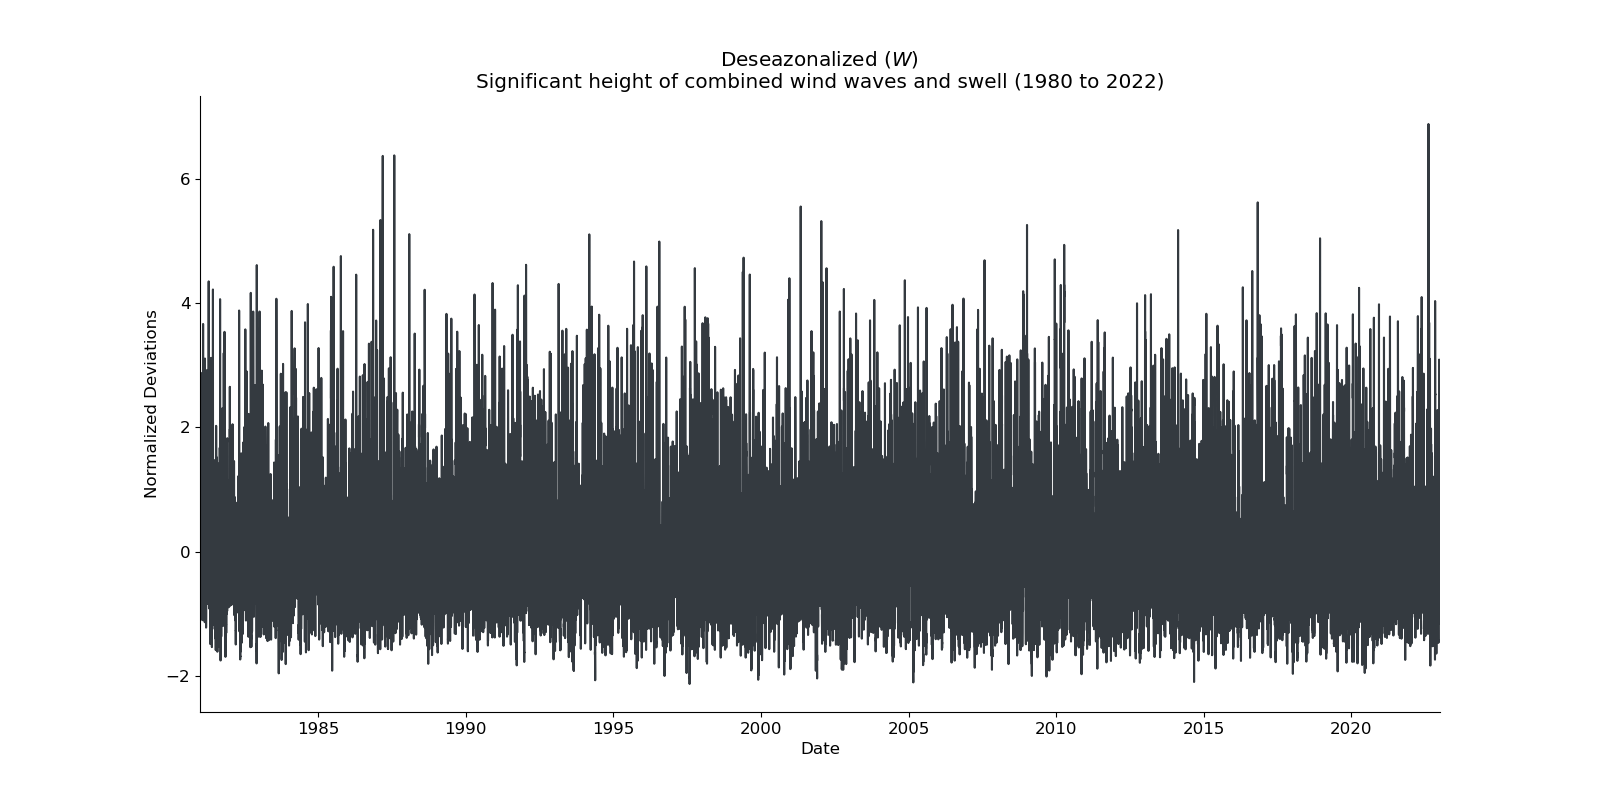 Deseazonalized (W)
Significant height of combined wind waves and swell (1980 to 2022)
Normalized Deviations
6
4
2
0
−2
1985 1990 1995 2000 2005 2010 2015 2020
Date